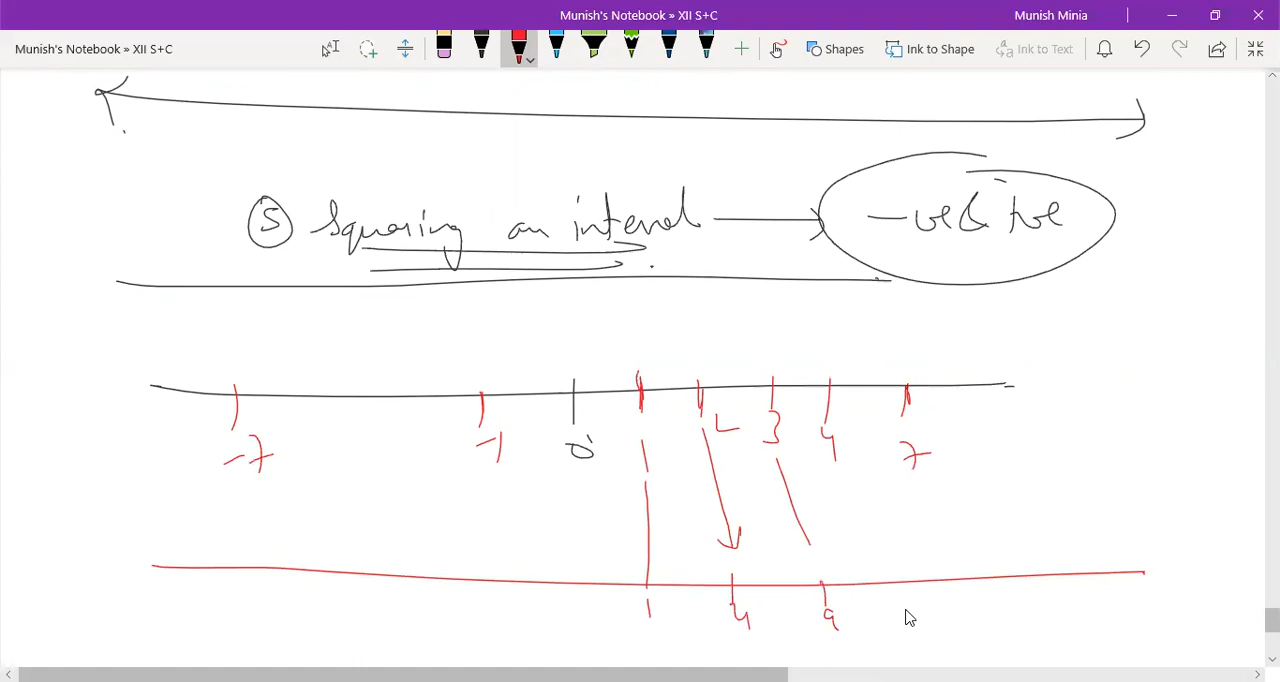 Munish's Notebook » XII S+C
Munish Minia
Munish's Notebook » XII S+C
Shapes
Ink to Shape
Ink to Text
⑤ Squaring an interval → -ve & +ve
-7 -1 0 1 2 3 4 7
1 4 9